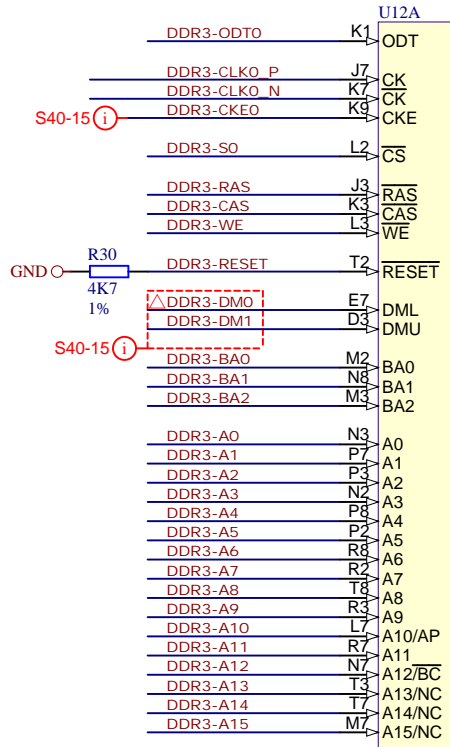 U12A
DDR3-ODT0 K1 ODT
DDR3-CLK0_P J7 CK
DDR3-CLK0_N K7 CK
S40-15 i DDR3-CKE0 K9 CKE
DDR3-S0 L2 CS
DDR3-RAS J3 RAS
DDR3-CAS K3 CAS
DDR3-WE L3 WE
GND R30 DDR3-RESET T2 RESET
4K7
1%
DDR3-DM0 E7 DML
DDR3-DM1 D3 DMU
S40-15 i
DDR3-BA0 M2 BA0
DDR3-BA1 N8 BA1
DDR3-BA2 M3 BA2
DDR3-A0 N3 A0
DDR3-A1 P7 A1
DDR3-A2 P3 A2
DDR3-A3 N2 A3
DDR3-A4 P8 A4
DDR3-A5 P2 A5
DDR3-A6 R8 A6
DDR3-A7 R2 A7
DDR3-A8 T8 A8
DDR3-A9 R3 A9
DDR3-A10 L7 A10/AP
DDR3-A11 R7 A11
DDR3-A12 N7 A12/BC
DDR3-A13 T3 A13/NC
DDR3-A14 T7 A14/NC
DDR3-A15 M7 A15/NC